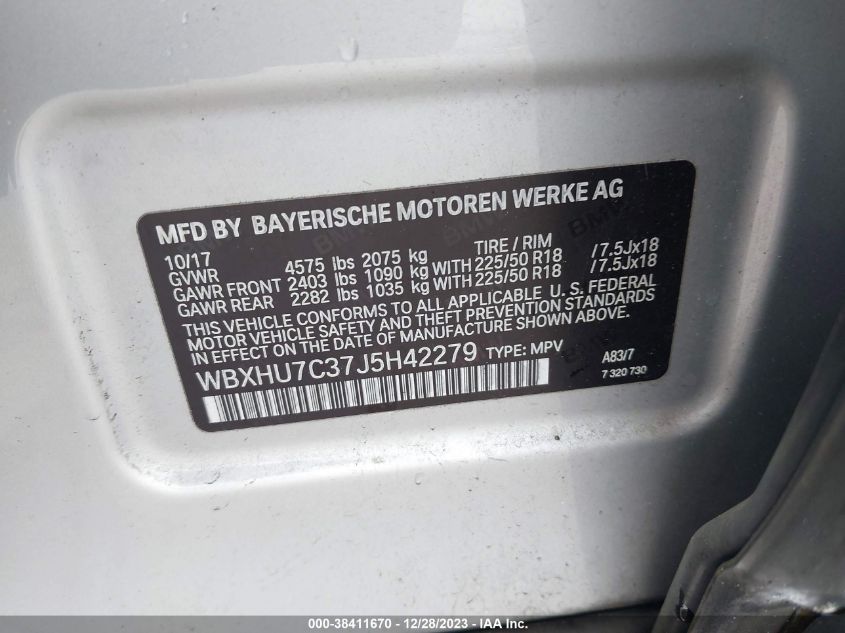 MFD BY BAYERISCHE MOTOREN WERKE AG
10/17 TIRE / RIM
GVWR 4575 lbs 2075 kg
GAWR FRONT 2403 lbs 1090 kg WITH 225/50 R18 /7.5Jx18
GAWR REAR 2282 lbs 1035 kg WITH 225/50 R18 /7.5Jx18
THIS VEHICLE CONFORMS TO ALL APPLICABLE U. S. FEDERAL
MOTOR VEHICLE SAFETY AND THEFT PREVENTION STANDARDS
IN EFFECT ON THE DATE OF MANUFACTURE SHOWN ABOVE.
WBXHU7C37J5H42279 TYPE: MPV A83/7
7 320 730
000-38411670 - 12/28/2023 - IAA Inc.